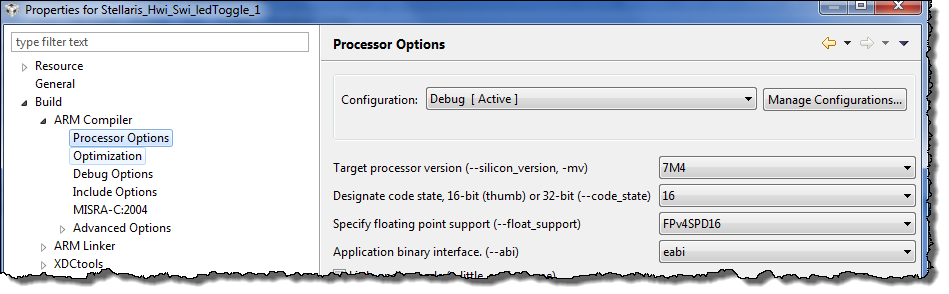 Properties for Stellaris_Hwi_Swi_ledToggle_1
type filter text
Processor Options
Resource
General
Build
ARM Compiler
Processor Options
Optimization
Debug Options
Include Options
MISRA-C:2004
Advanced Options
ARM Linker
XDCtools
Configuration: Debug [ Active ] Manage Configurations...
Target processor version (--silicon_version, -mv) 7M4
Designate code state, 16-bit (thumb) or 32-bit (--code_state) 16
Specify floating point support (--float_support) FPv4SPD16
Application binary interface. (--abi) eabi